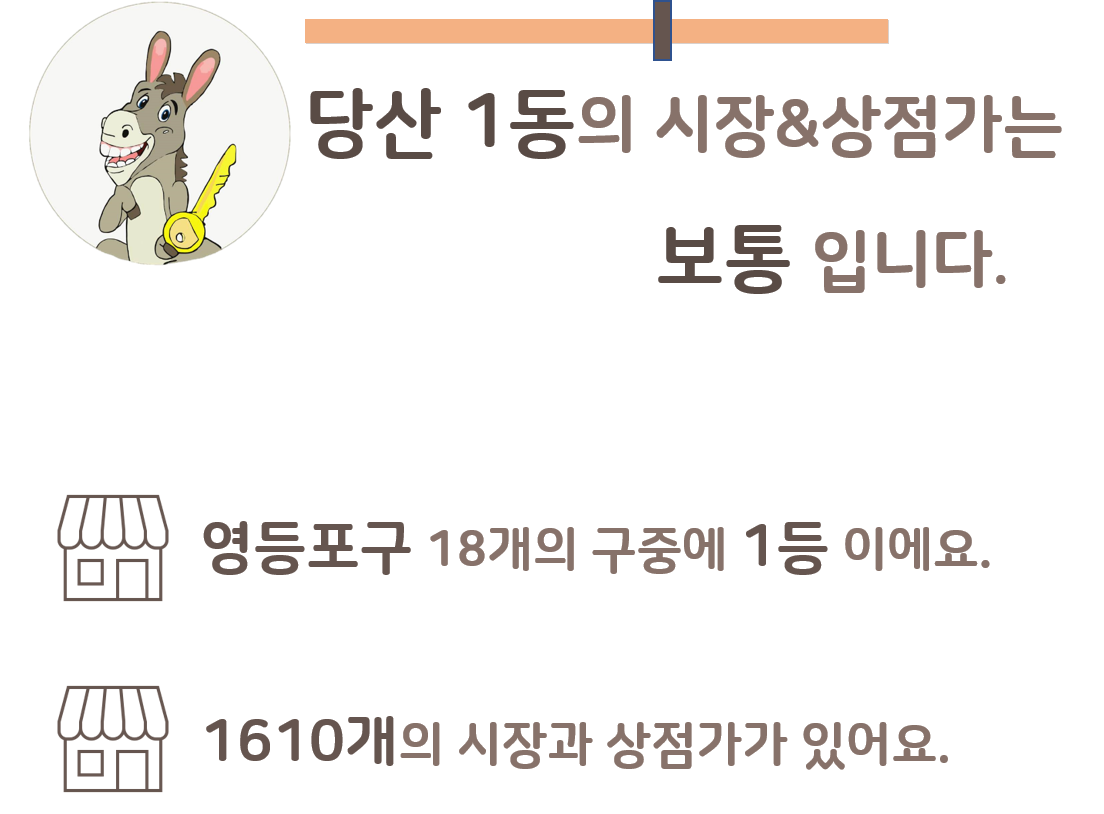 당산 1동의 시장&상점가는
보통 입니다.
영등포구 18개의 구중에 1등 이에요.
1610개의 시장과 상점가가 있어요.